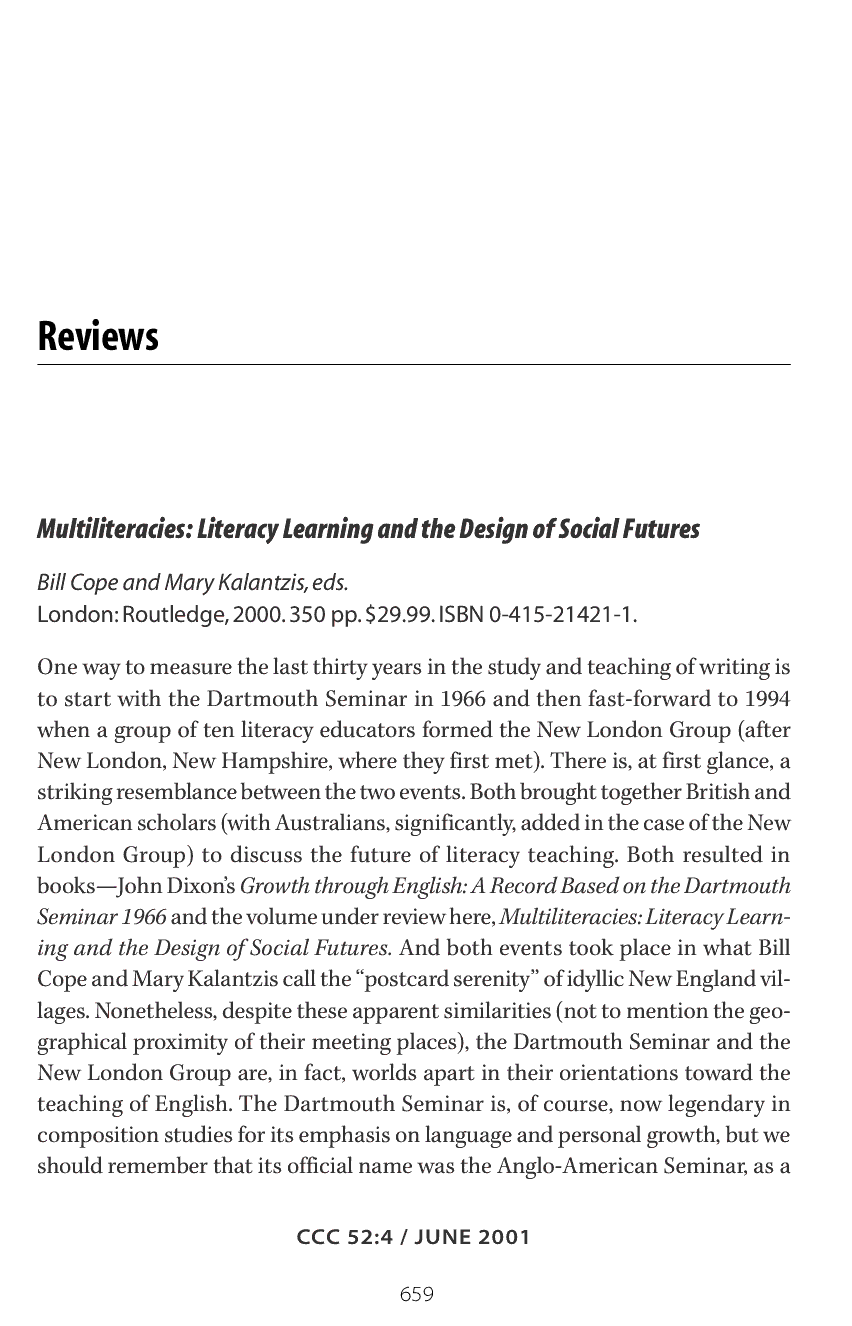 Reviews
Multiliteracies: Literacy Learning and the Design of Social Futures
Bill Cope and Mary Kalantzis, eds.
London: Routledge, 2000. 350 pp. $29.99. ISBN 0-415-21421-1.
One way to measure the last thirty years in the study and teaching of writing is
to start with the Dartmouth Seminar in 1966 and then fast-forward to 1994
when a group of ten literacy educators formed the New London Group (after
New London, New Hampshire, where they first met). There is, at first glance, a
striking resemblance between the two events. Both brought together British and
American scholars (with Australians, significantly, added in the case of the New
London Group) to discuss the future of literacy teaching. Both resulted in
books—John Dixon’s Growth through English: A Record Based on the Dartmouth
Seminar 1966 and the volume under review here, Multiliteracies: Literacy Learn-
ing and the Design of Social Futures. And both events took place in what Bill
Cope and Mary Kalantzis call the “postcard serenity” of idyllic New England vil-
lages. Nonetheless, despite these apparent similarities (not to mention the geo-
graphical proximity of their meeting places), the Dartmouth Seminar and the
New London Group are, in fact, worlds apart in their orientations toward the
teaching of English. The Dartmouth Seminar is, of course, now legendary in
composition studies for its emphasis on language and personal growth, but we
should remember that its official name was the Anglo-American Seminar, as a
CCC 52:4 / JUNE 2001
659